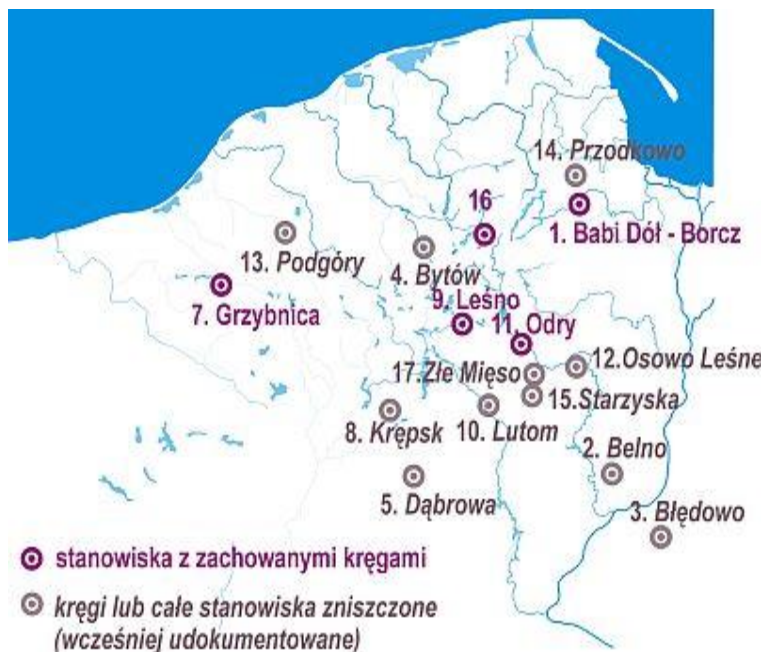 14. Przodkowo
16
1. Babi Dół - Borcz
13. Podgóry
4. Bytów
7. Grzybnica
9. Leśno
11. Odry
12.Osowo Leśne
17.Złe Mięso
15.Starzyska
8. Krępsk
10. Lutom
2. Belno
5. Dąbrowa
3. Błędowo
stanowiska z zachowanymi kręgami
kręgi lub całe stanowiska zniszczone
(wcześniej udokumentowane)